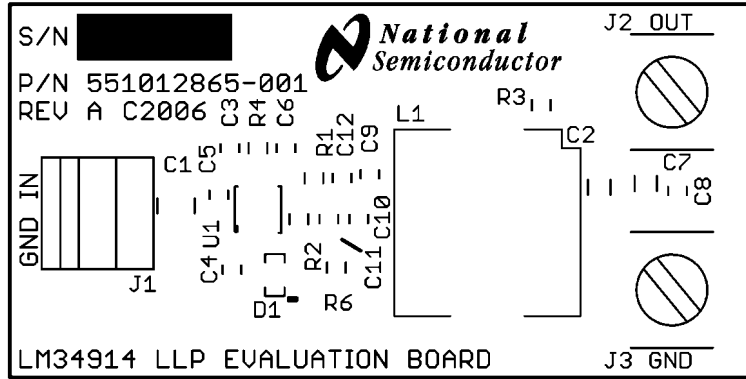 S/N
National
Semiconductor
J2 OUT
P/N 551012865-001
REV A C2006
C3
R4
C6
L1
R3
C2
C1
C5
R1
C12
C9
C7
C8
GND IN
U1
C10
C4
R2
C11
J1
D1
R6
LM34914 LLP EVALUATION BOARD
J3 GND